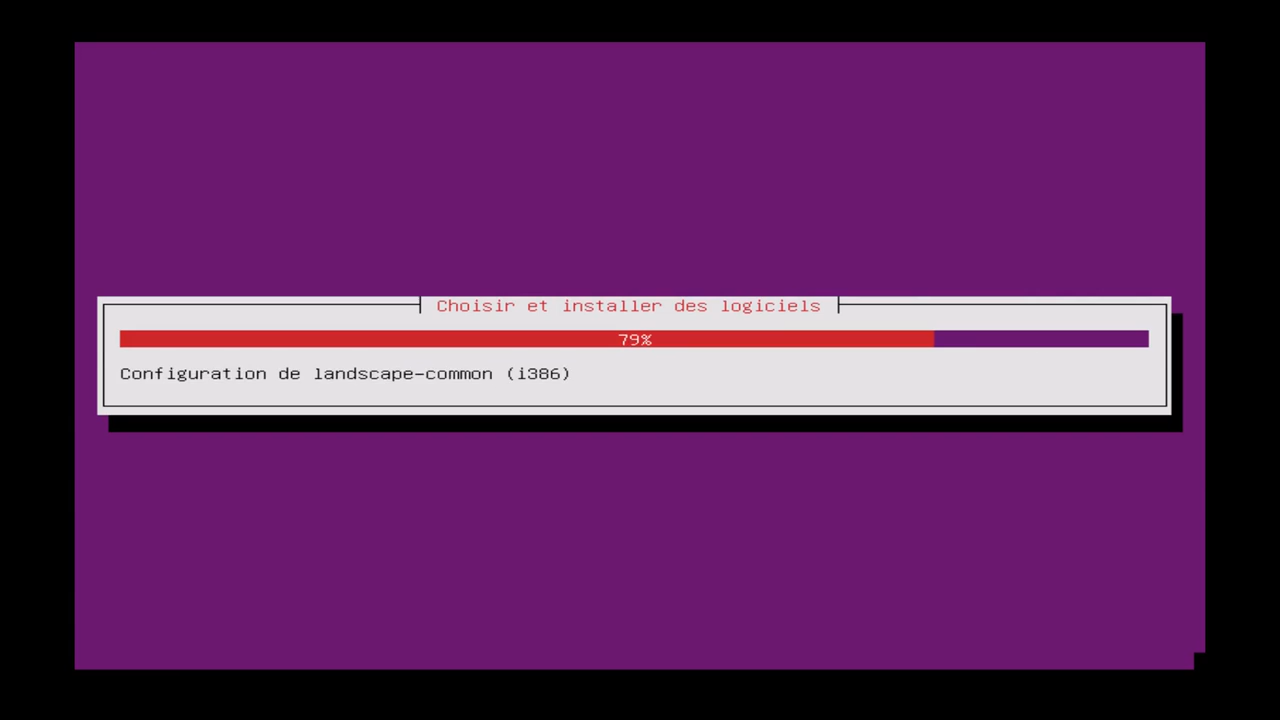 Choisir et installer des logiciels
79%
Configuration de landscape-common (i386)